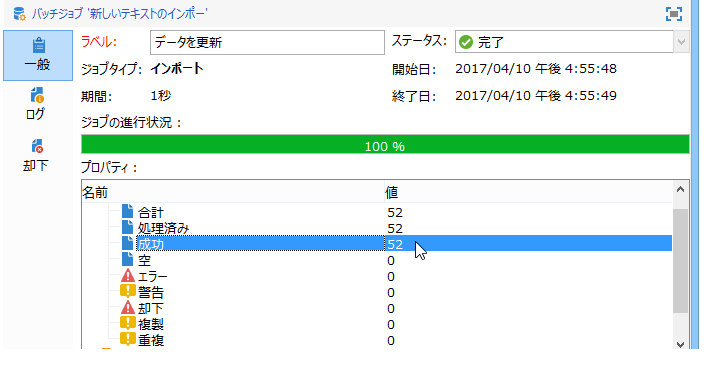 バッチジョブ '新しいテキストのインポー'
一般
ログ
却下
ラベル: データを更新 ステータス: 完了
ジョブタイプ: インポート 開始日: 2017/04/10 午後 4:55:48
期間: 1秒 終了日: 2017/04/10 午後 4:55:49
ジョブの進行状況 :
100 %
プロパティ :
名前 値
合計 52
処理済み 52
成功 52
空 0
エラー 0
警告 0
却下 0
複製 0
重複 0